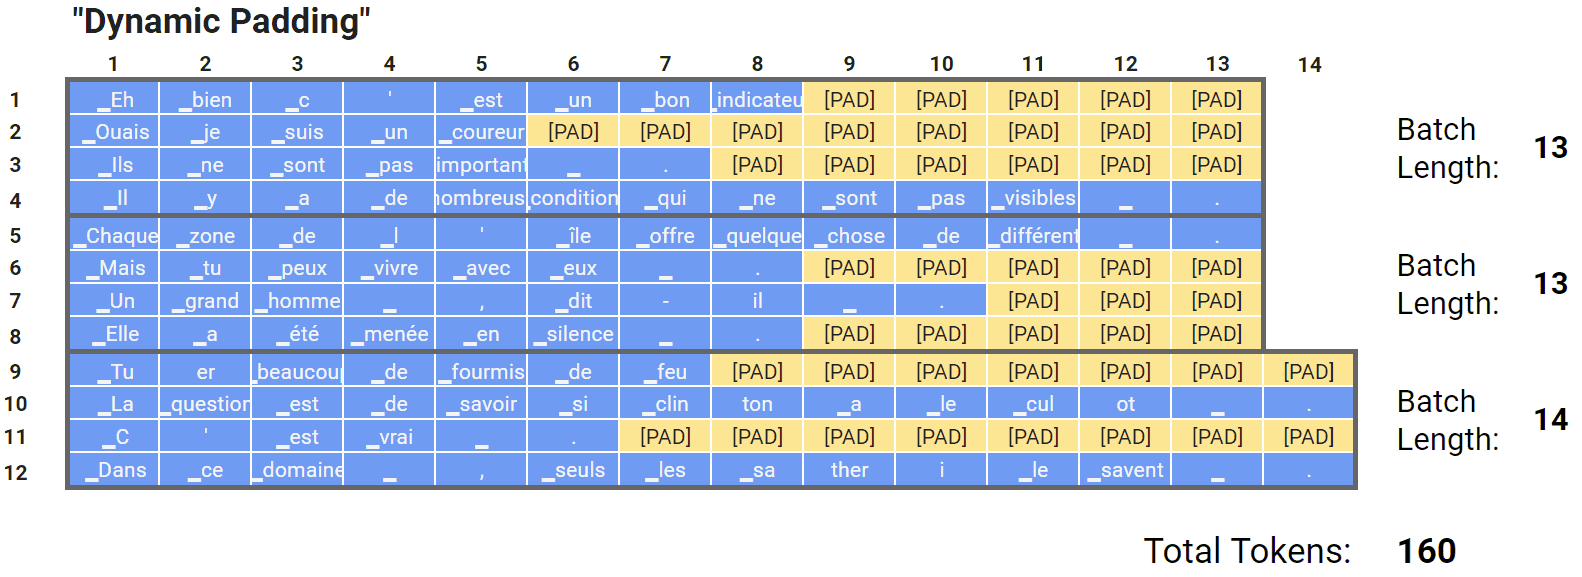 "Dynamic Padding"
1 2 3 4 5 6 7 8 9 10 11 12 13 14
1 _Eh _bien _c ' _est _un _bon _indicateu [PAD] [PAD] [PAD] [PAD] [PAD]
2 _Ouais _je _suis _un _coureur [PAD] [PAD] [PAD] [PAD] [PAD] [PAD] [PAD] [PAD]
3 _Ils _ne _sont _pas important _ . [PAD] [PAD] [PAD] [PAD] [PAD] [PAD]
4 _Il _y _a _de nombreus _condition _qui _ne _sont _pas _visibles _ .
Batch
Length: 13
5 _Chaque _zone _de _l ' _île _offre _quelque _chose _de _différent _ .
6 _Mais _tu _peux _vivre _avec _eux _ . [PAD] [PAD] [PAD] [PAD] [PAD]
7 _Un _grand _homme _ , _dit - il _ . [PAD] [PAD] [PAD]
8 _Elle _a _été _menée _en _silence _ . [PAD] [PAD] [PAD] [PAD] [PAD]
Batch
Length: 13
9 _Tu er _beaucou _de _fourmis _de _feu [PAD] [PAD] [PAD] [PAD] [PAD] [PAD] [PAD]
10 _La _question _est _de _savoir _si _clin ton _a _le _cul ot _ .
11 _C ' _est _vrai _ . [PAD] [PAD] [PAD] [PAD] [PAD] [PAD] [PAD] [PAD]
12 _Dans _ce _domaine _ , _seuls _les _sa ther i _le _savent _ .
Batch
Length: 14
Total Tokens: 160